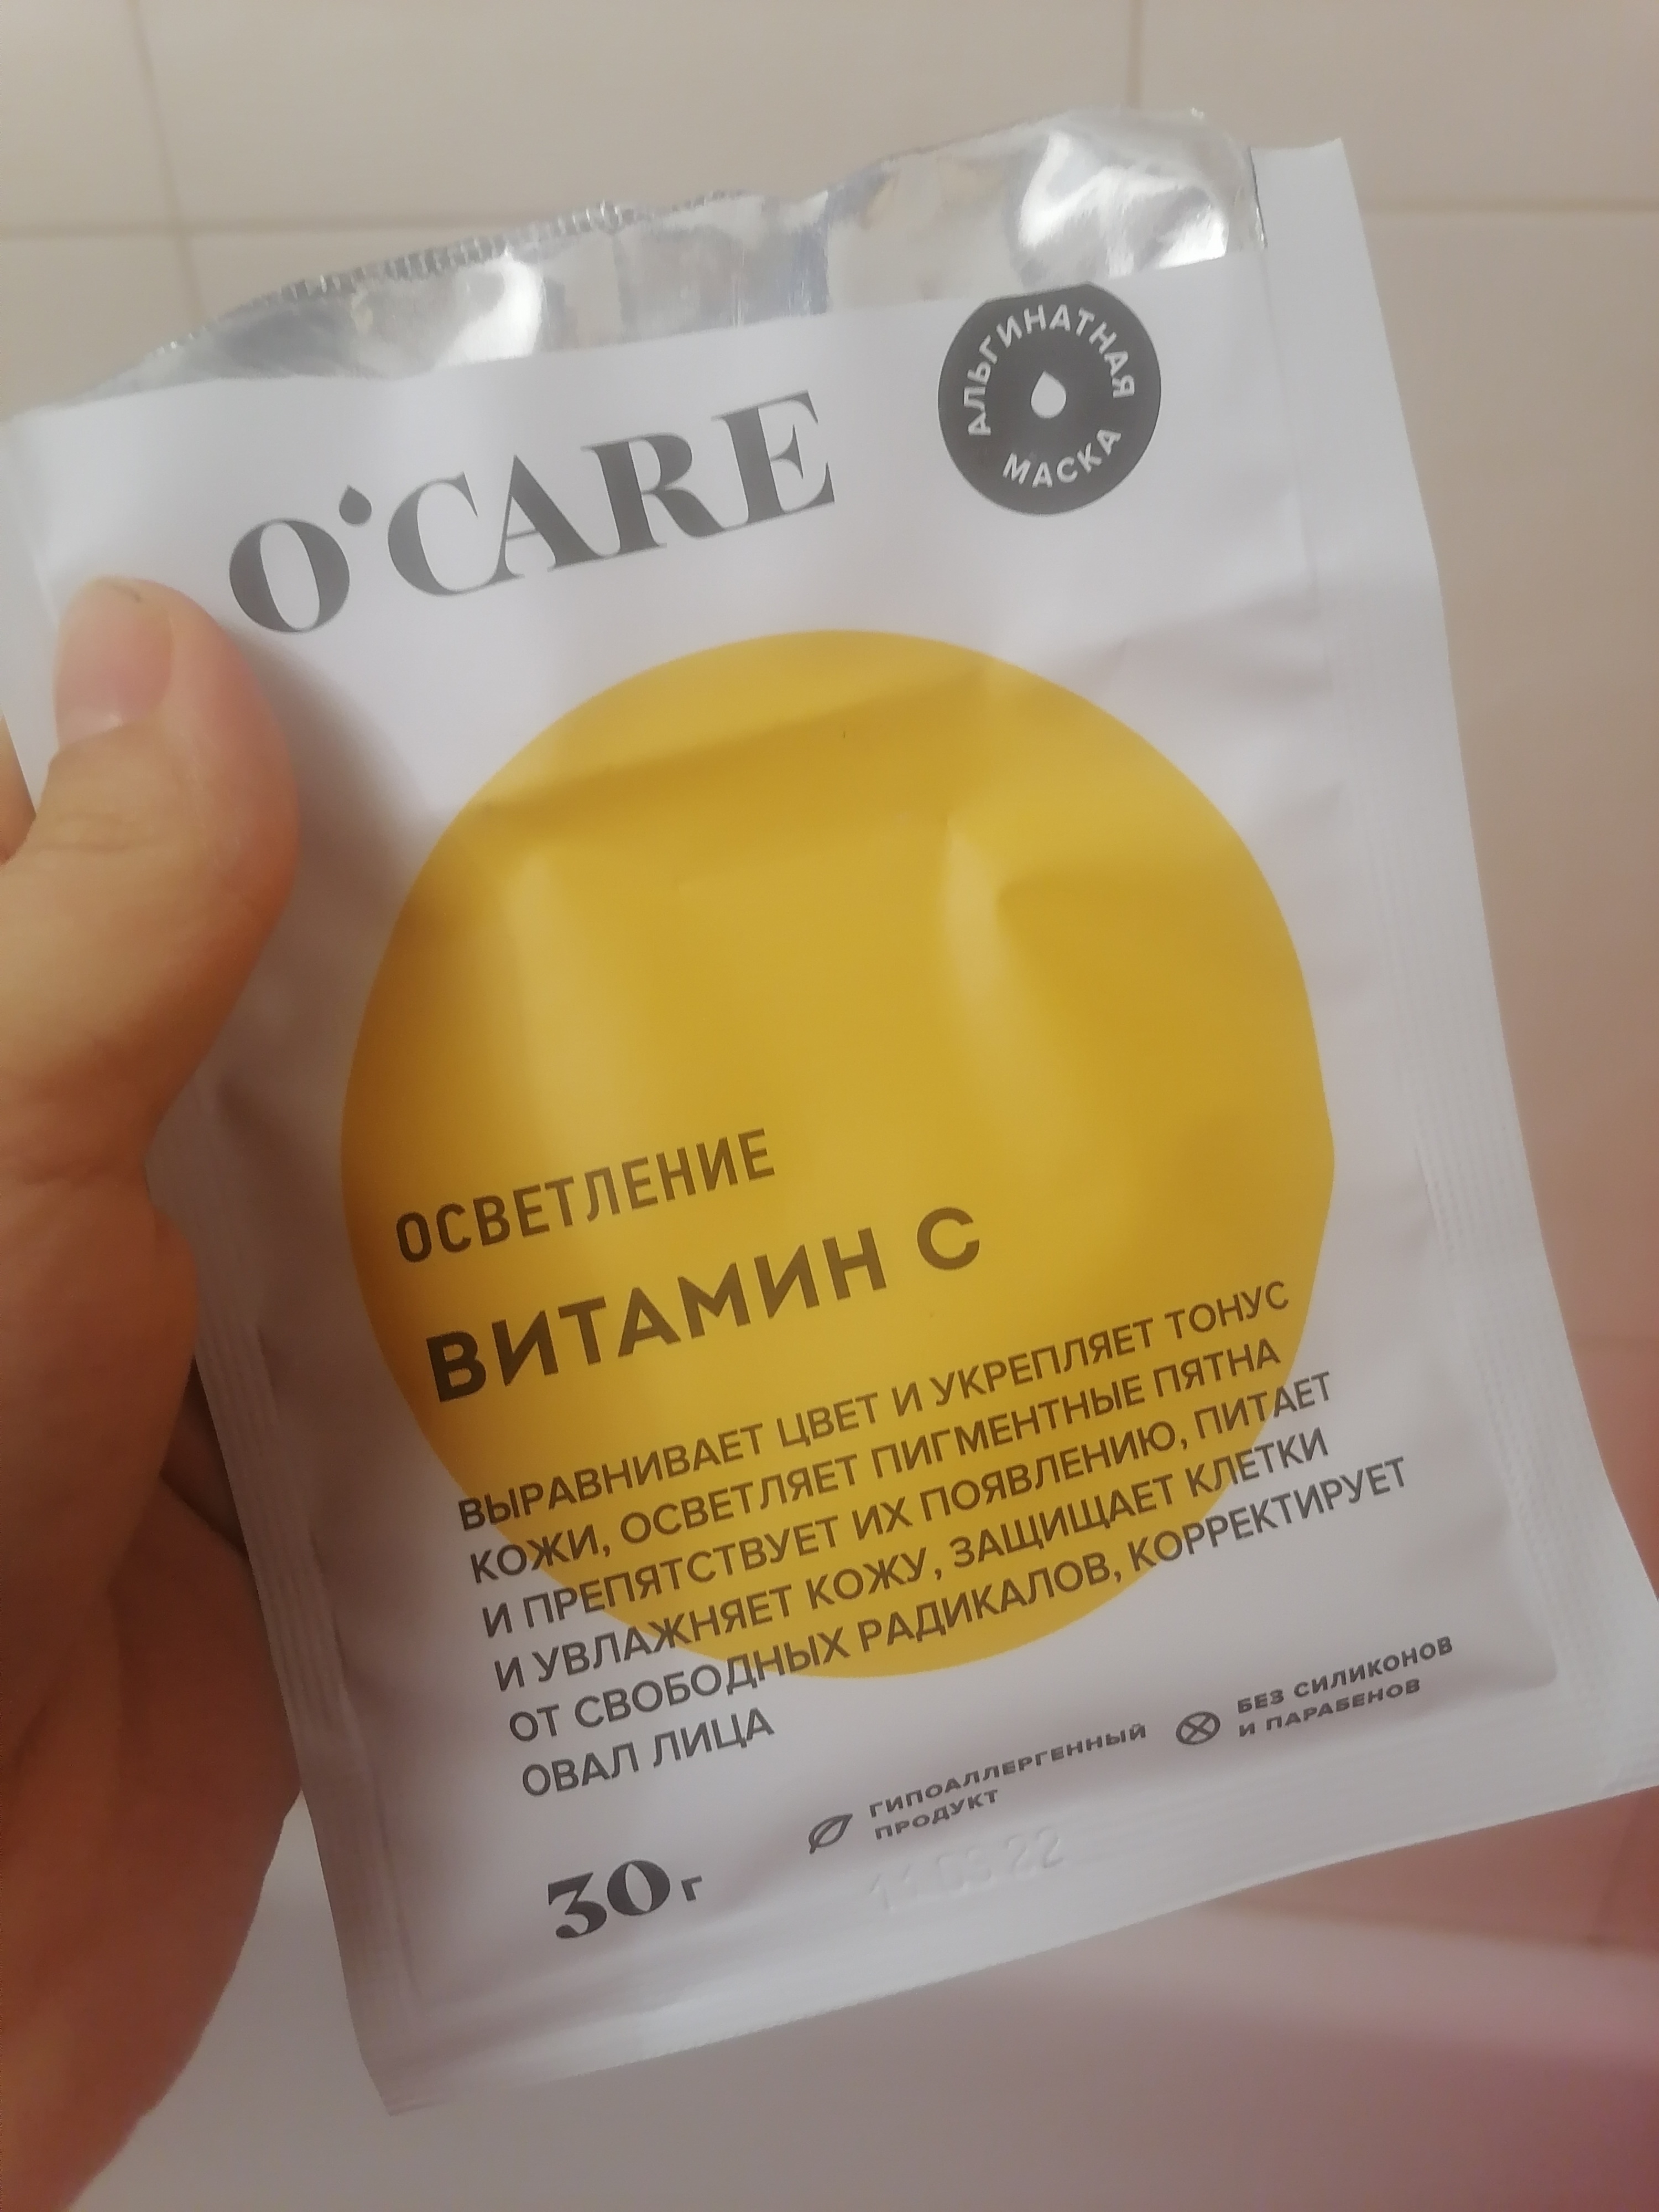 O'CARE
АЛЬГИНАТНАЯ
МАСКА
ОСВЕТЛЕНИЕ
ВИТАМИН С
ВЫРАВНИВАЕТ ЦВЕТ И УКРЕПЛЯЕТ ТОНУС
КОЖИ, ОСВЕТЛЯЕТ ПИГМЕНТНЫЕ ПЯТНА
И ПРЕПЯТСТВУЕТ ИХ ПОЯВЛЕНИЮ, ПИТАЕТ
И УВЛАЖНЯЕТ КОЖУ, ЗАЩИЩАЕТ КЛЕТКИ
ОТ СВОБОДНЫХ РАДИКАЛОВ, КОРРЕКТИРУЕТ
ОВАЛ ЛИЦА
ГИПОАЛЛЕРГЕННЫЙ
ПРОДУКТ
БЕЗ СИЛИКОНОВ
И ПАРАБЕНОВ
30 г